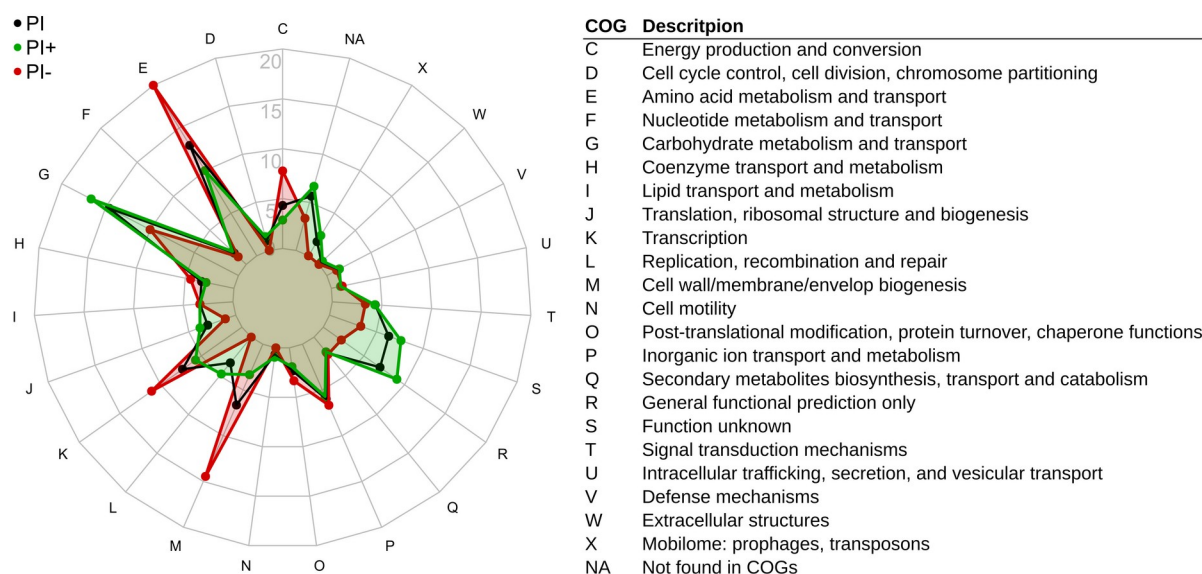 PI
PI+
PI-
C
NA
X
W
V
U
T
S
R
Q
P
O
N
M
L
K
J
I
H
G
F
E
D
20
15
10
5
COG Descritpion
C Energy production and conversion
D Cell cycle control, cell division, chromosome partitioning
E Amino acid metabolism and transport
F Nucleotide metabolism and transport
G Carbohydrate metabolism and transport
H Coenzyme transport and metabolism
I Lipid transport and metabolism
J Translation, ribosomal structure and biogenesis
K Transcription
L Replication, recombination and repair
M Cell wall/membrane/envelop biogenesis
N Cell motility
O Post-translational modification, protein turnover, chaperone functions
P Inorganic ion transport and metabolism
Q Secondary metabolites biosynthesis, transport and catabolism
R General functional prediction only
S Function unknown
T Signal transduction mechanisms
U Intracellular trafficking, secretion, and vesicular transport
V Defense mechanisms
W Extracellular structures
X Mobilome: prophages, transposons
NA Not found in COGs